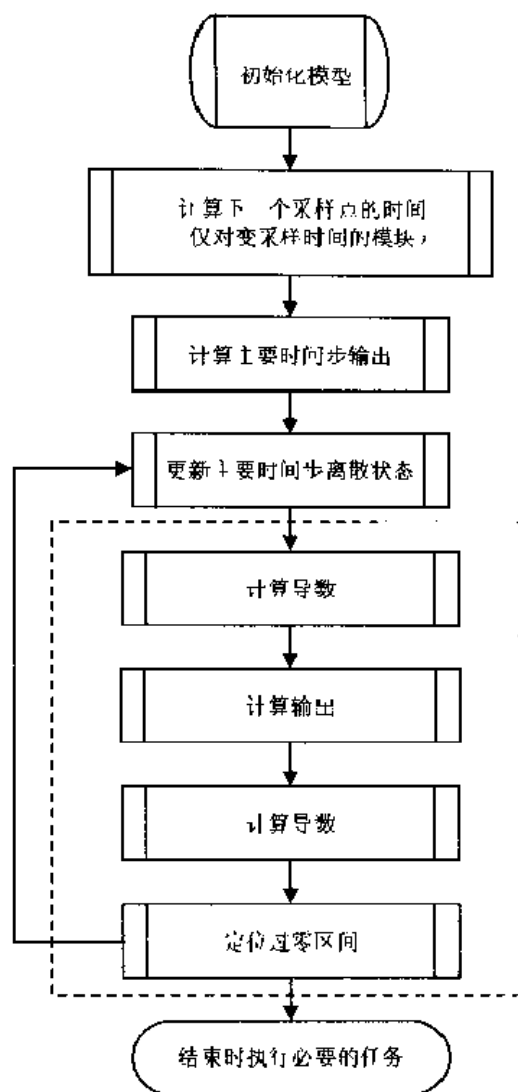 初始化模型
计算下一个采样点的时间
仅对变采样时间的模块)
计算主要时间步输出
更新主要时间步离散状态
计算导数
计算输出
计算导数
定位过零区间
结束时执行必要的任务